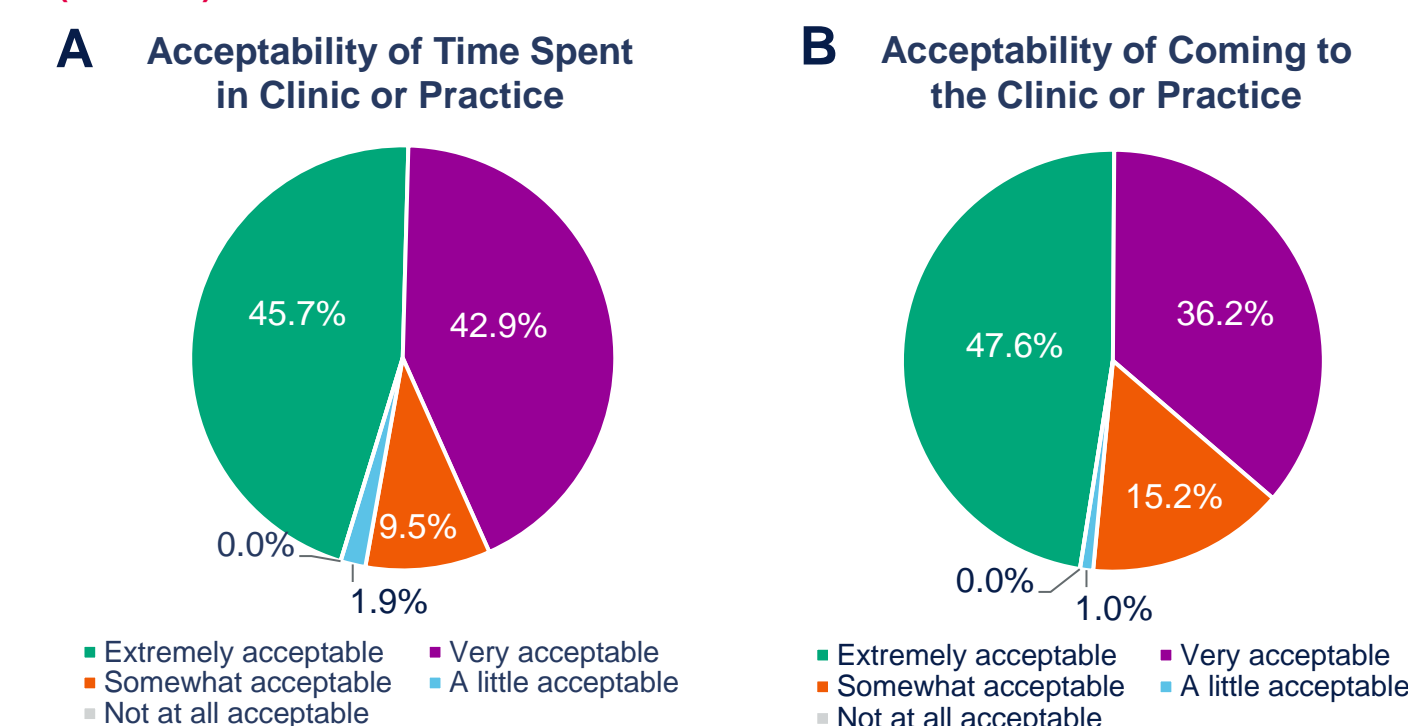 A
Acceptability of Time Spent
in Clinic or Practice
45.7%
42.9%
9.5%
0.0%
1.9%
Extremely acceptable
Very acceptable
Somewhat acceptable
A little acceptable
Not at all acceptable
B
Acceptability of Coming to
the Clinic or Practice
36.2%
47.6%
15.2%
0.0%
1.0%
Extremely acceptable
Very acceptable
Somewhat acceptable
A little acceptable
Not at all acceptable